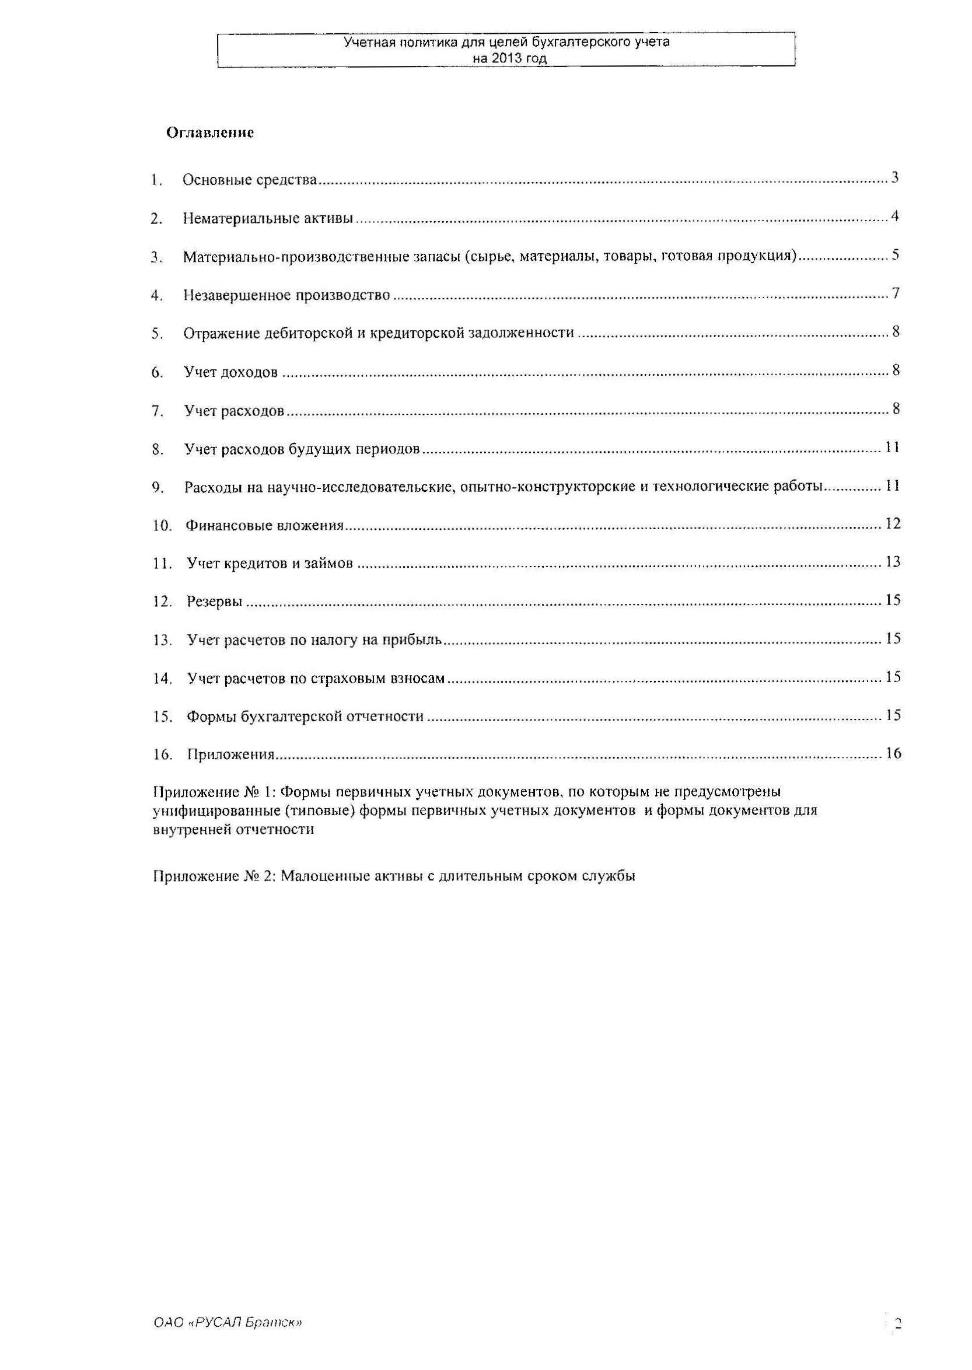 Учетная политика для целей бухгалтерского учета
на 2013 год
Оглавление
1. Основные средства 3
2. Нематериальные активы 4
3. Материально-производственные запасы (сырье, материалы, товары, готовая продукция) 5
4. Незавершенное производство 7
5. Отражение дебиторской и кредиторской задолженности 8
6. Учет доходов 8
7. Учет расходов 8
8. Учет расходов будущих периодов 11
9. Расходы на научно-исследовательские, опытно-конструкторские и технологические работы 11
10. Финансовые вложения 12
11. Учет кредитов и займов 13
12. Резервы 15
13. Учет расчетов по налогу на прибыль 15
14. Учет расчетов по страховым взносам 15
15. Формы бухгалтерской отчетности 15
16. Приложения 16
Приложение № 1: Формы первичных учетных документов, по которым не предусмотрены
унифицированные (типовые) формы первичных учетных документов и формы документов для
внутренней отчетности
Приложение № 2: Малоценные активы с длительным сроком службы
ОАО «РУСАЛ Братск» 2